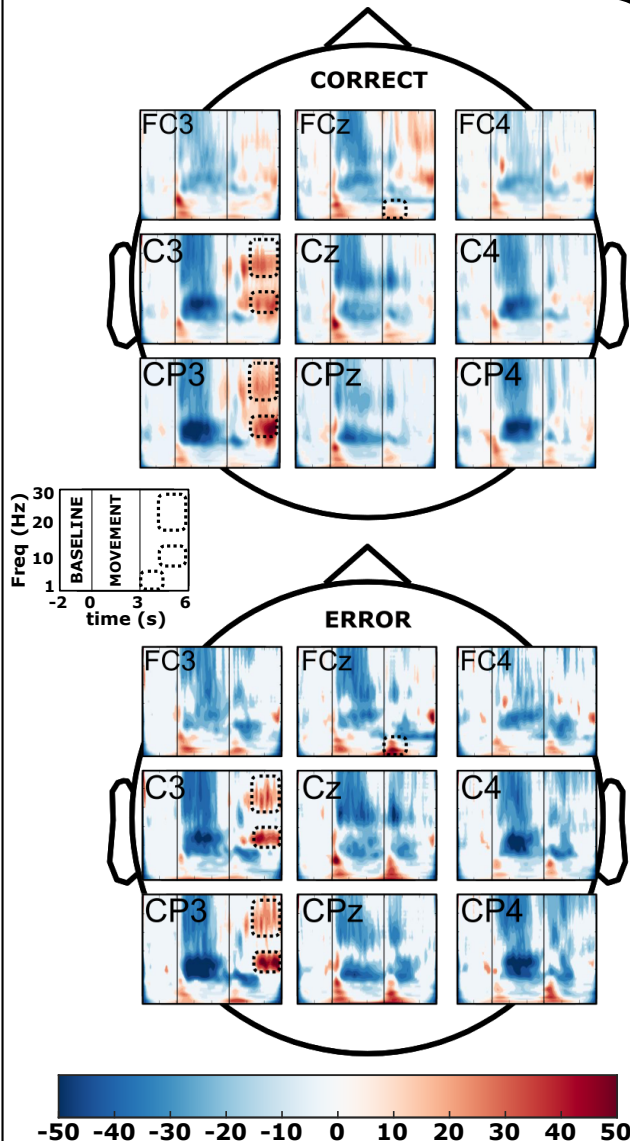 CORRECT
FC3 FCz FC4
C3 Cz C4
CP3 CPz CP4
Freq (Hz)
30
20
10
1
BASELINE
MOVEMENT
-2 0 3 6
time (s)
ERROR
FC3 FCz FC4
C3 Cz C4
CP3 CPz CP4
-50 -40 -30 -20 -10 0 10 20 30 40 50